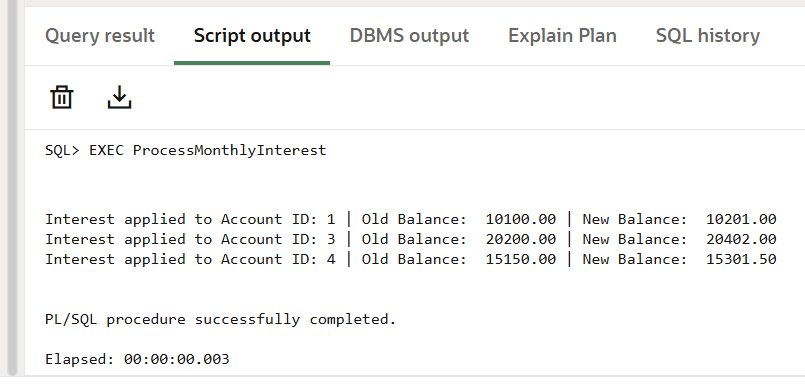 Query result Script output DBMS output Explain Plan SQL history
SQL> EXEC ProcessMonthlyInterest
Interest applied to Account ID: 1 | Old Balance:  10100.00 | New Balance:  10201.00
Interest applied to Account ID: 3 | Old Balance:  20200.00 | New Balance:  20402.00
Interest applied to Account ID: 4 | Old Balance:  15150.00 | New Balance:  15301.50
PL/SQL procedure successfully completed.
Elapsed: 00:00:00.003